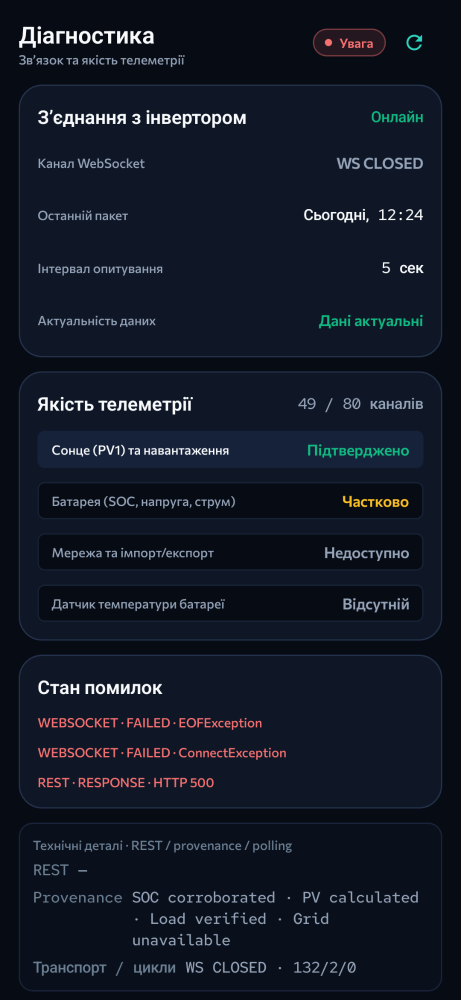 Діагностика
Зв’язок та якість телеметрії
Увага
З’єднання з інвертором
Онлайн
Канал WebSocket
WS CLOSED
Останній пакет
Сьогодні, 12:24
Інтервал опитування
5 сек
Актуальність даних
Дані актуальні
Якість телеметрії
49 / 80 каналів
Сонце (PV1) та навантаження
Підтверджено
Батарея (SOC, напруга, струм)
Частково
Мережа та імпорт/експорт
Недоступно
Датчик температури батареї
Відсутній
Стан помилок
WEBSOCKET · FAILED · EOFException
WEBSOCKET · FAILED · ConnectException
REST · RESPONSE · HTTP 500
Технічні деталі · REST / provenance / polling
REST —
Provenance SOC corroborated · PV calculated
· Load verified · Grid
unavailable
Транспорт / цикли WS CLOSED · 132/2/0